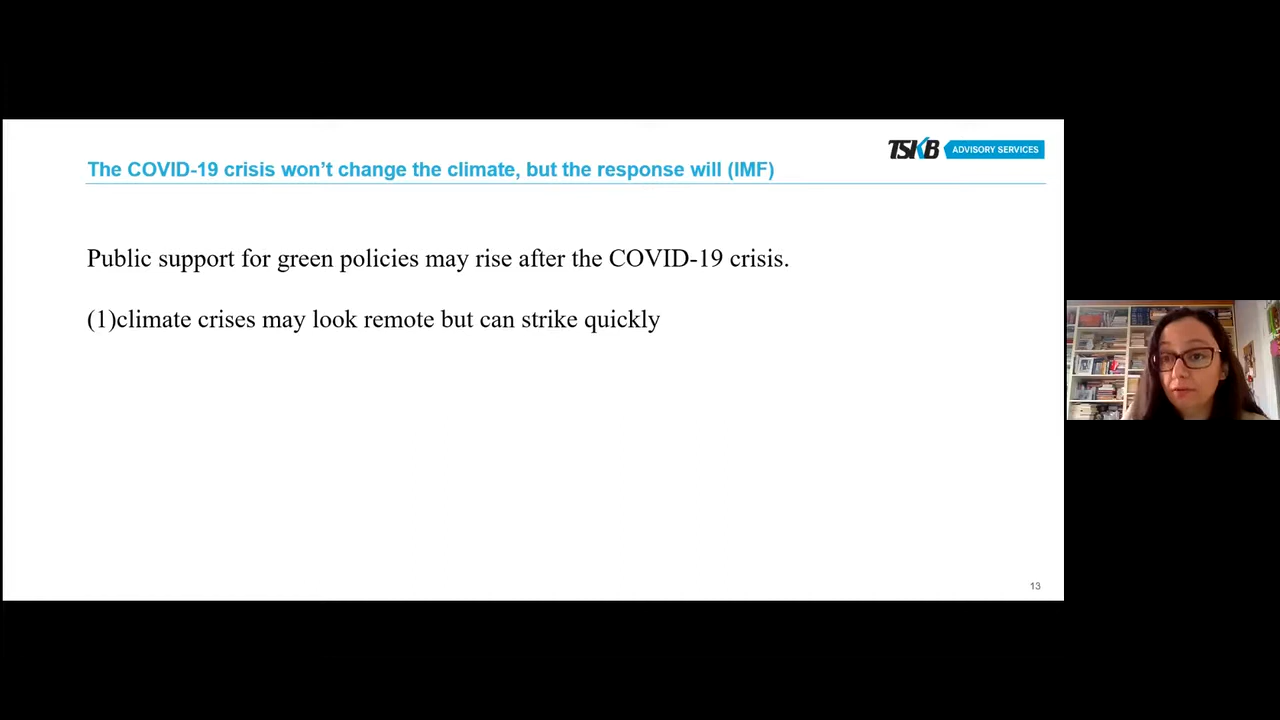 TSKB ADVISORY SERVICES
The COVID-19 crisis won’t change the climate, but the response will (IMF)
Public support for green policies may rise after the COVID-19 crisis.
(1)climate crises may look remote but can strike quickly
13